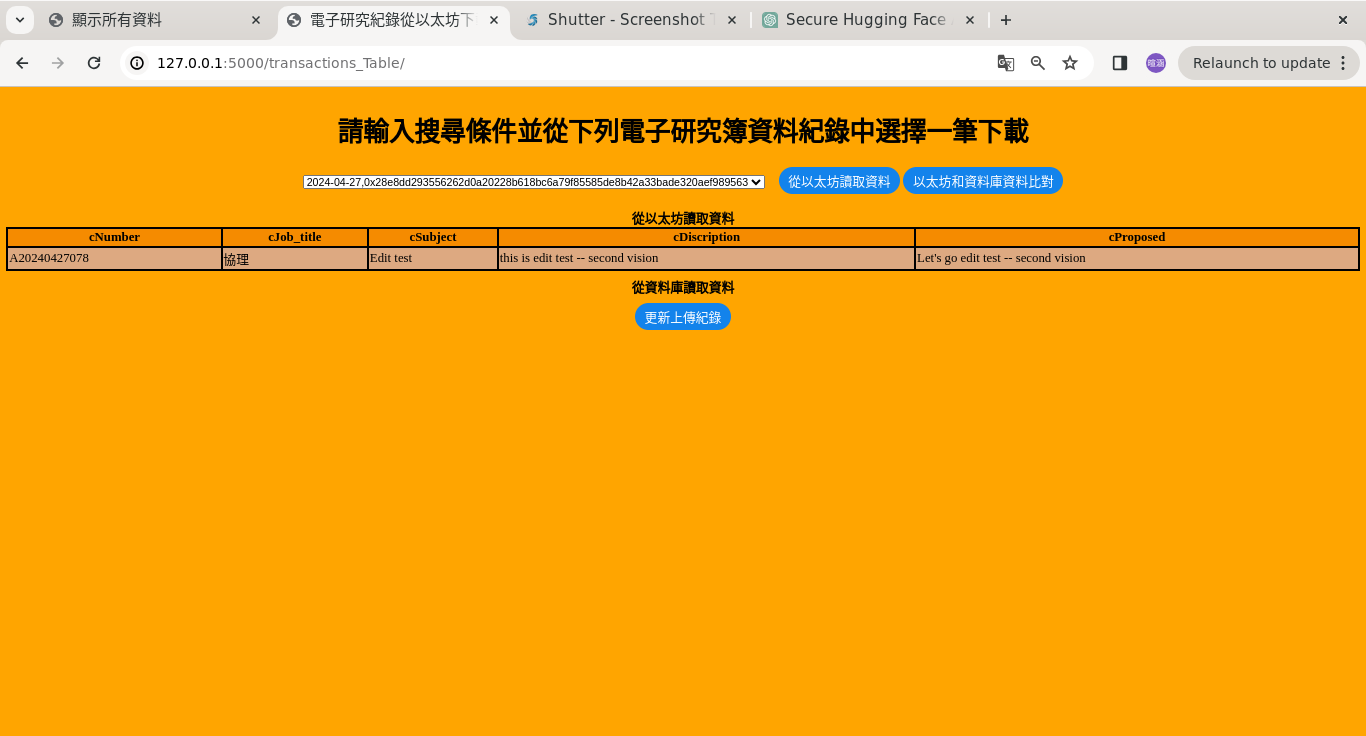 顯示所有資料
電子研究紀錄從以太坊下
Shutter - Screenshot
Secure Hugging Face
127.0.0.1:5000/transactions_Table/
喧涵
Relaunch to update
請輸入搜尋條件並從下列電子研究簿資料紀錄中選擇一筆下載
2024-04-27,0x28e8dd293556262d0a20228b618bc6a79f85585de8b42a33bade320aef989563
從以太坊讀取資料
以太坊和資料庫資料比對
從以太坊讀取資料
cNumber cJob_title cSubject cDiscription cProposed
A20240427078 協理 Edit test this is edit test -- second vision Let's go edit test -- second vision
從資料庫讀取資料
更新上傳紀錄